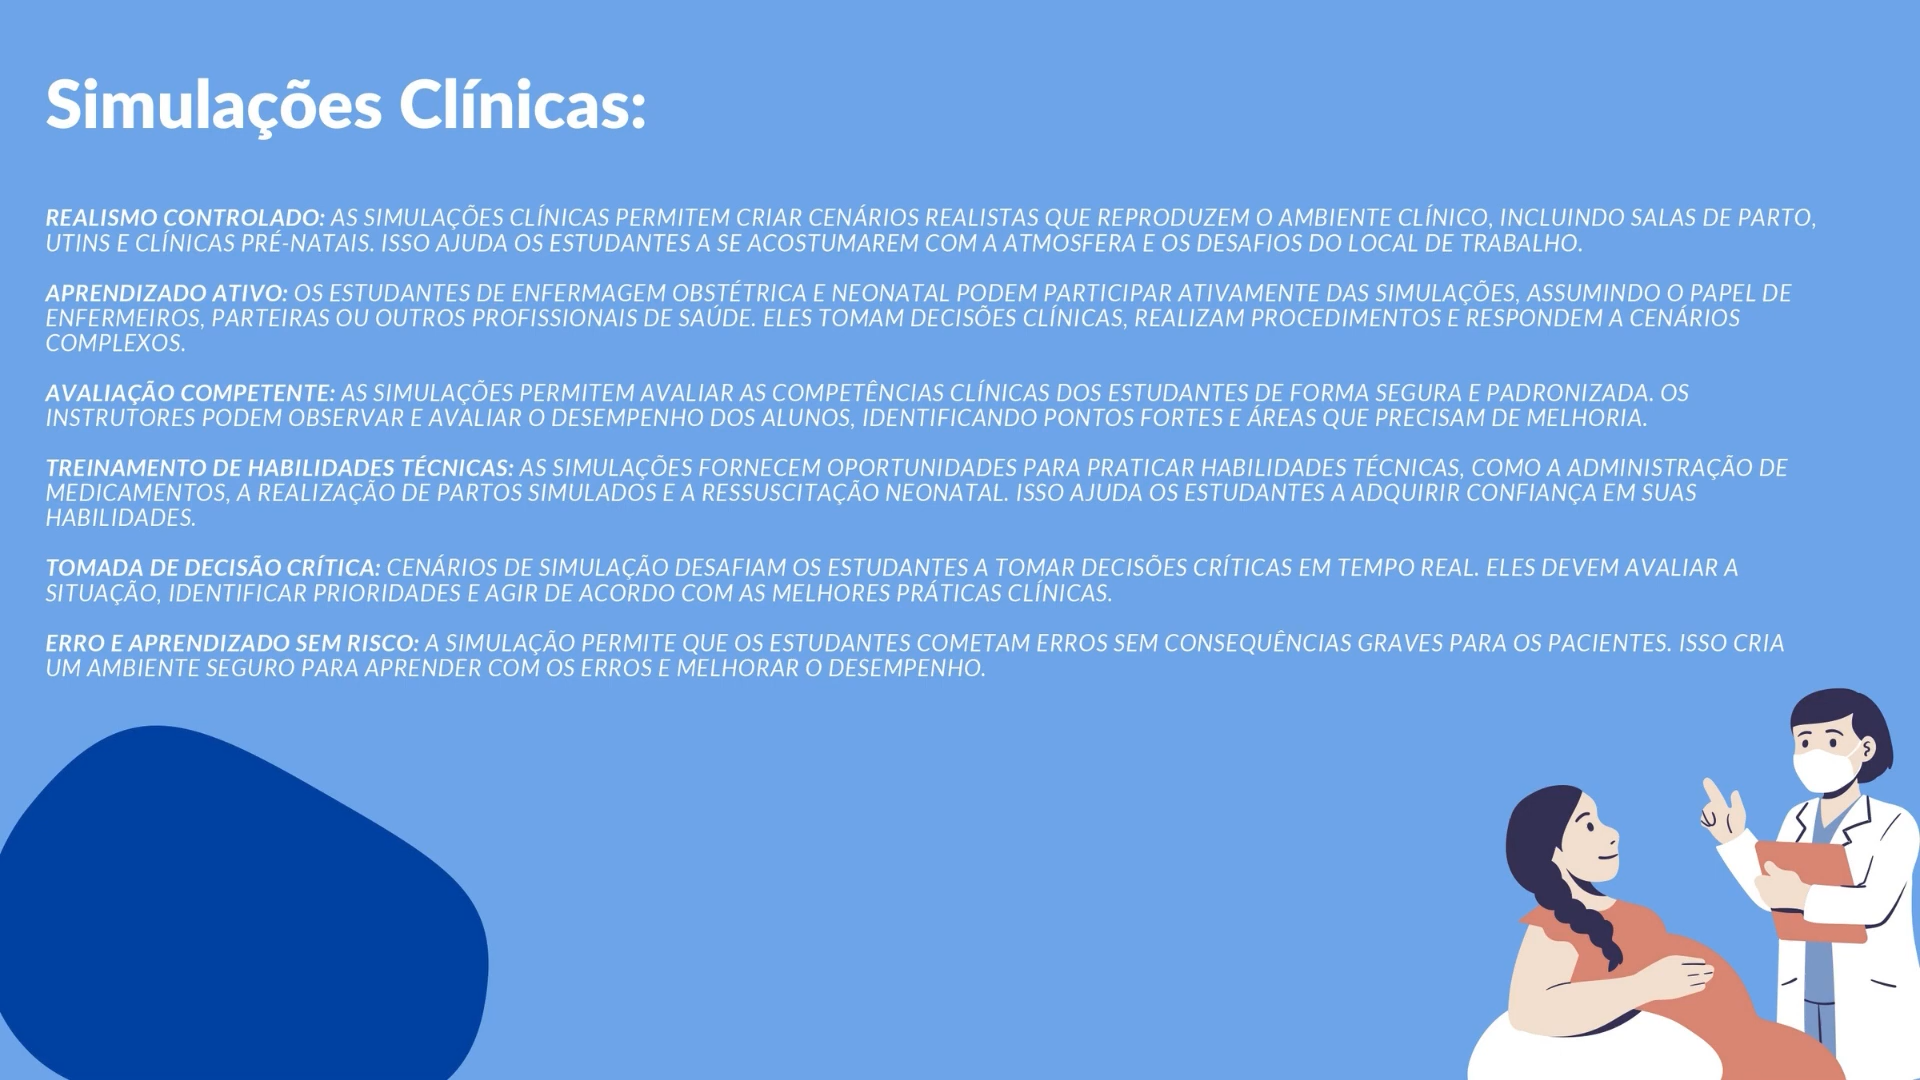 Simulações Clínicas:
REALISMO CONTROLADO: AS SIMULAÇÕES CLÍNICAS PERMITEM CRIAR CENÁRIOS REALISTAS QUE REPRODUZEM O AMBIENTE CLÍNICO, INCLUINDO SALAS DE PARTO,
UTINS E CLÍNICAS PRÉ-NATAIS. ISSO AJUDA OS ESTUDANTES A SE ACOSTUMAREM COM A ATMOSFERA E OS DESAFIOS DO LOCAL DE TRABALHO.
APRENDIZADO ATIVO: OS ESTUDANTES DE ENFERMAGEM OBSTÉTRICA E NEONATAL PODEM PARTICIPAR ATIVAMENTE DAS SIMULAÇÕES, ASSUMINDO O PAPEL DE
ENFERMEIROS, PARTEIRAS OU OUTROS PROFISSIONAIS DE SAÚDE. ELES TOMAM DECISÕES CLÍNICAS, REALIZAM PROCEDIMENTOS E RESPONDEM A CENÁRIOS
COMPLEXOS.
AVALIAÇÃO COMPETENTE: AS SIMULAÇÕES PERMITEM AVALIAR AS COMPETÊNCIAS CLÍNICAS DOS ESTUDANTES DE FORMA SEGURA E PADRONIZADA. OS
INSTRUTORES PODEM OBSERVAR E AVALIAR O DESEMPENHO DOS ALUNOS, IDENTIFICANDO PONTOS FORTES E ÁREAS QUE PRECISAM DE MELHORIA.
TREINAMENTO DE HABILIDADES TÉCNICAS: AS SIMULAÇÕES FORNECEM OPORTUNIDADES PARA PRATICAR HABILIDADES TÉCNICAS, COMO A ADMINISTRAÇÃO DE
MEDICAMENTOS, A REALIZAÇÃO DE PARTOS SIMULADOS E A RESSUSCITAÇÃO NEONATAL. ISSO AJUDA OS ESTUDANTES A ADQUIRIR CONFIANÇA EM SUAS
HABILIDADES.
TOMADA DE DECISÃO CRÍTICA: CENÁRIOS DE SIMULAÇÃO DESAFIAM OS ESTUDANTES A TOMAR DECISÕES CRÍTICAS EM TEMPO REAL. ELES DEVEM AVALIAR A
SITUAÇÃO, IDENTIFICAR PRIORIDADES E AGIR DE ACORDO COM AS MELHORES PRÁTICAS CLÍNICAS.
ERRO E APRENDIZADO SEM RISCO: A SIMULAÇÃO PERMITE QUE OS ESTUDANTES COMETAM ERROS SEM CONSEQUÊNCIAS GRAVES PARA OS PACIENTES. ISSO CRIA
UM AMBIENTE SEGURO PARA APRENDER COM OS ERROS E MELHORAR O DESEMPENHO.